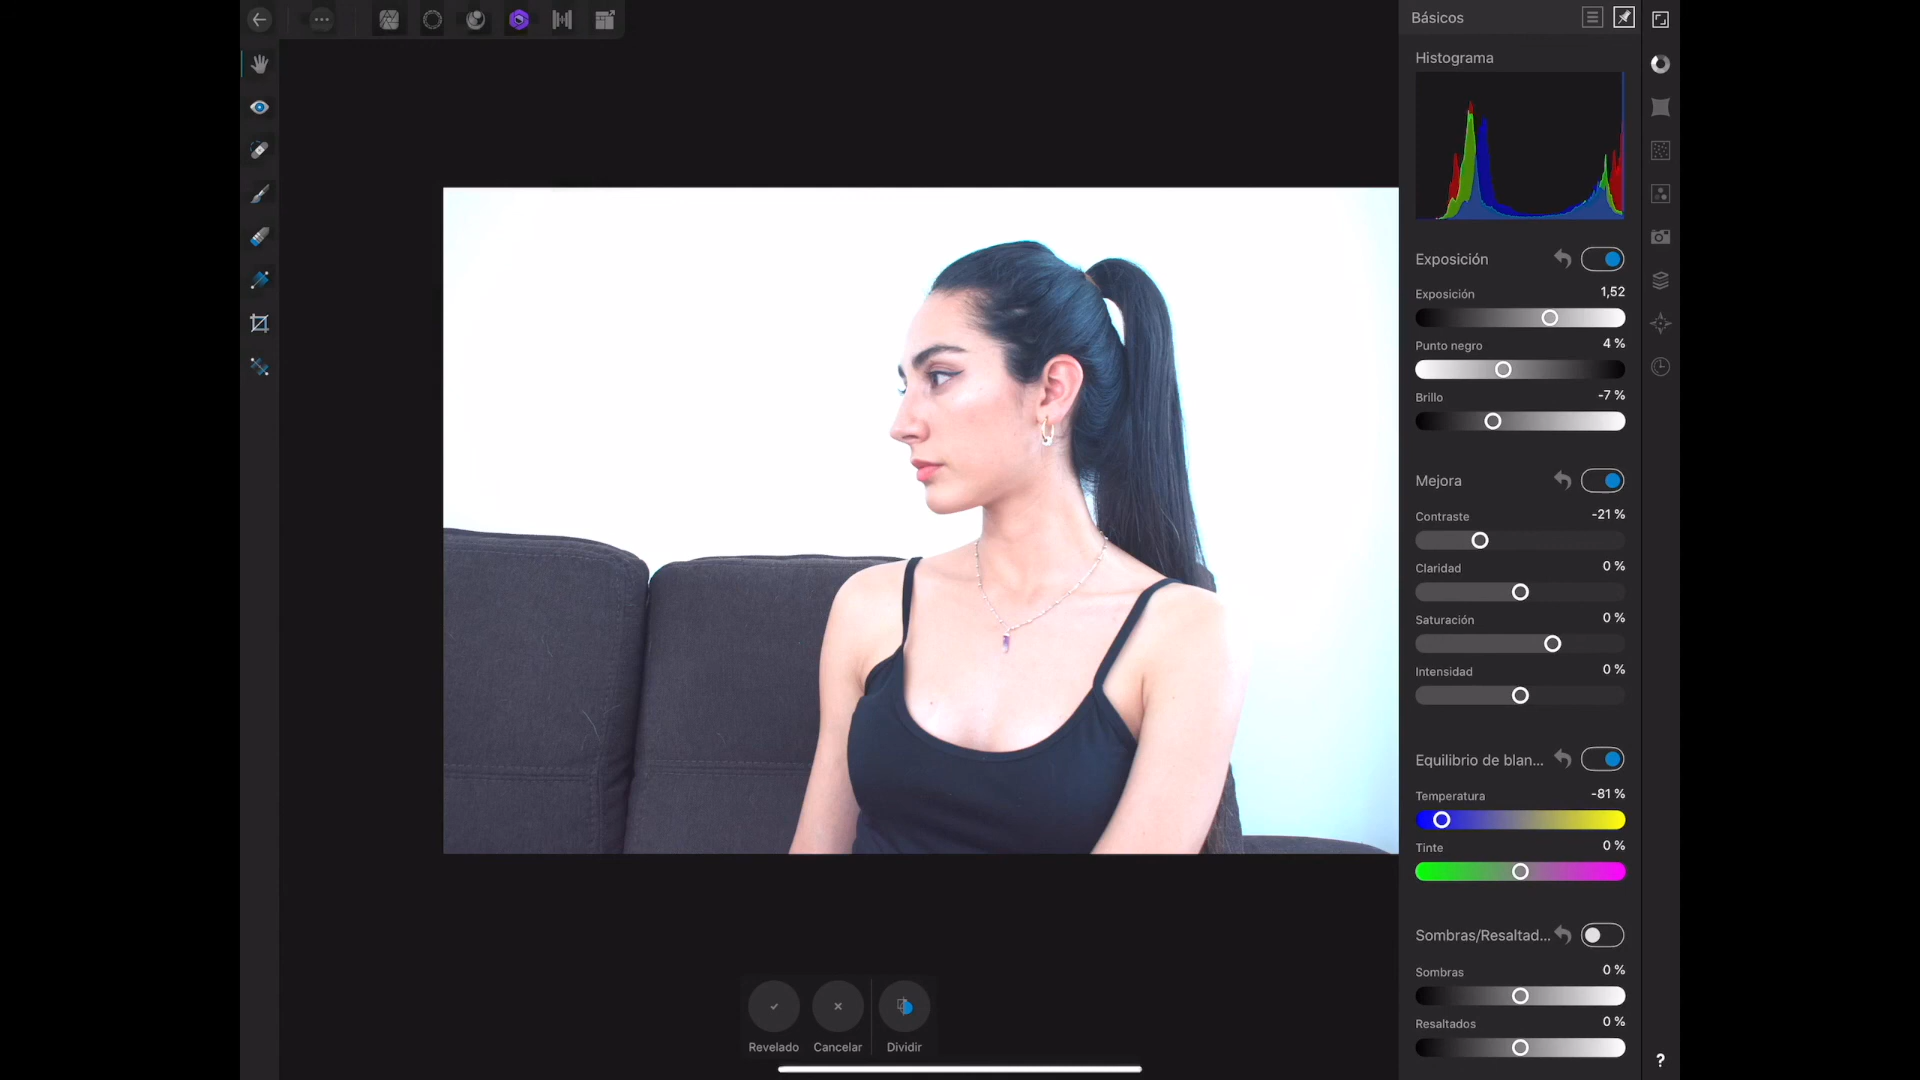 Básicos
Histograma
Exposición
Exposición 1,52
Punto negro 4 %
Brillo -7 %
Mejora
Contraste -21 %
Claridad 0 %
Saturación 0 %
Intensidad 0 %
Equilibrio de blan...
Temperatura -81 %
Tinte 0 %
Sombras/Resaltad...
Sombras 0 %
Resaltados 0 %
Revelado Cancelar Dividir
?